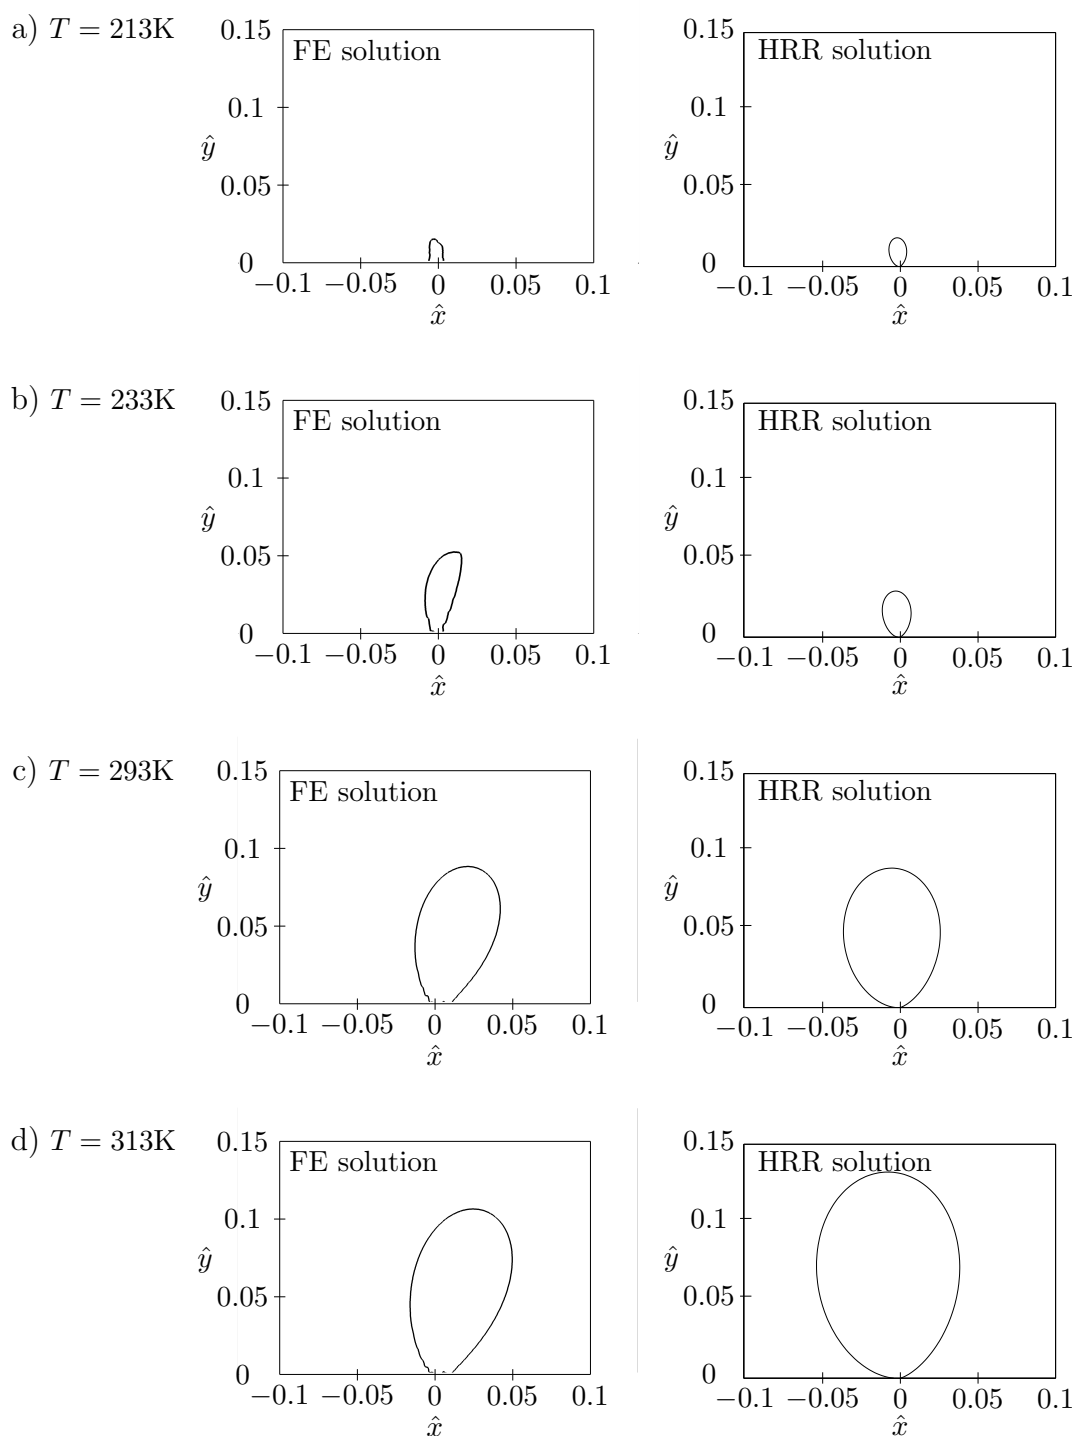 a) T = 213K
0.15 FE solution 0.15 HRR solution
0.1 0.1
ŷ ŷ
0.05 0.05
0 0
−0.1 −0.05 0 0.05 0.1 −0.1 −0.05 0 0.05 0.1
x̂ x̂
b) T = 233K
0.15 FE solution 0.15 HRR solution
0.1 0.1
ŷ ŷ
0.05 0.05
0 0
−0.1 −0.05 0 0.05 0.1 −0.1 −0.05 0 0.05 0.1
x̂ x̂
c) T = 293K
0.15 FE solution 0.15 HRR solution
0.1 0.1
ŷ ŷ
0.05 0.05
0 0
−0.1 −0.05 0 0.05 0.1 −0.1 −0.05 0 0.05 0.1
x̂ x̂
d) T = 313K
0.15 FE solution 0.15 HRR solution
0.1 0.1
ŷ ŷ
0.05 0.05
0 0
−0.1 −0.05 0 0.05 0.1 −0.1 −0.05 0 0.05 0.1
x̂ x̂